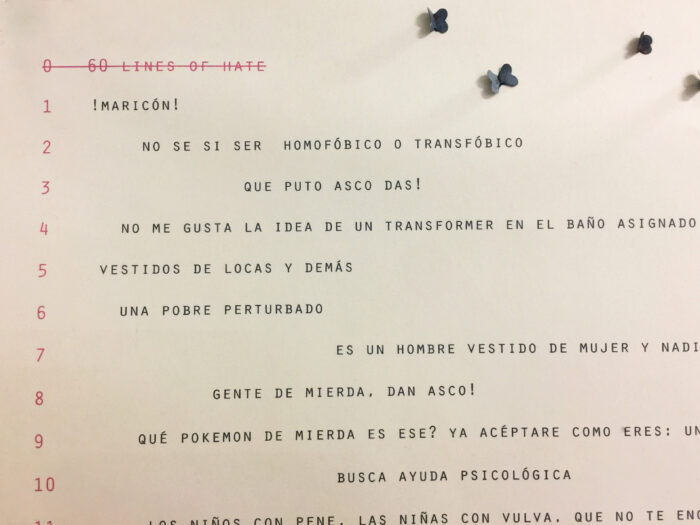 0 60 LINES OF HATE
1 !MARICÓN!
2 NO SE SI SER HOMOFÓBICO O TRANSFÓBICO
3 QUE PUTO ASCO DAS!
4 NO ME GUSTA LA IDEA DE UN TRANSFORMER EN EL BAÑO ASIGNADO
5 VESTIDOS DE LOCAS Y DEMÁS
6 UNA POBRE PERTURBADO
7 ES UN HOMBRE VESTIDO DE MUJER Y NADI
8 GENTE DE MIERDA, DAN ASCO!
9 QUÉ POKEMON DE MIERDA ES ESE? YA ACÉPTARE COMO ERES: UN
10 BUSCA AYUDA PSICOLÓGICA
11 LOS NIÑOS CON PENE, LAS NIÑAS CON VULVA, QUE NO TE